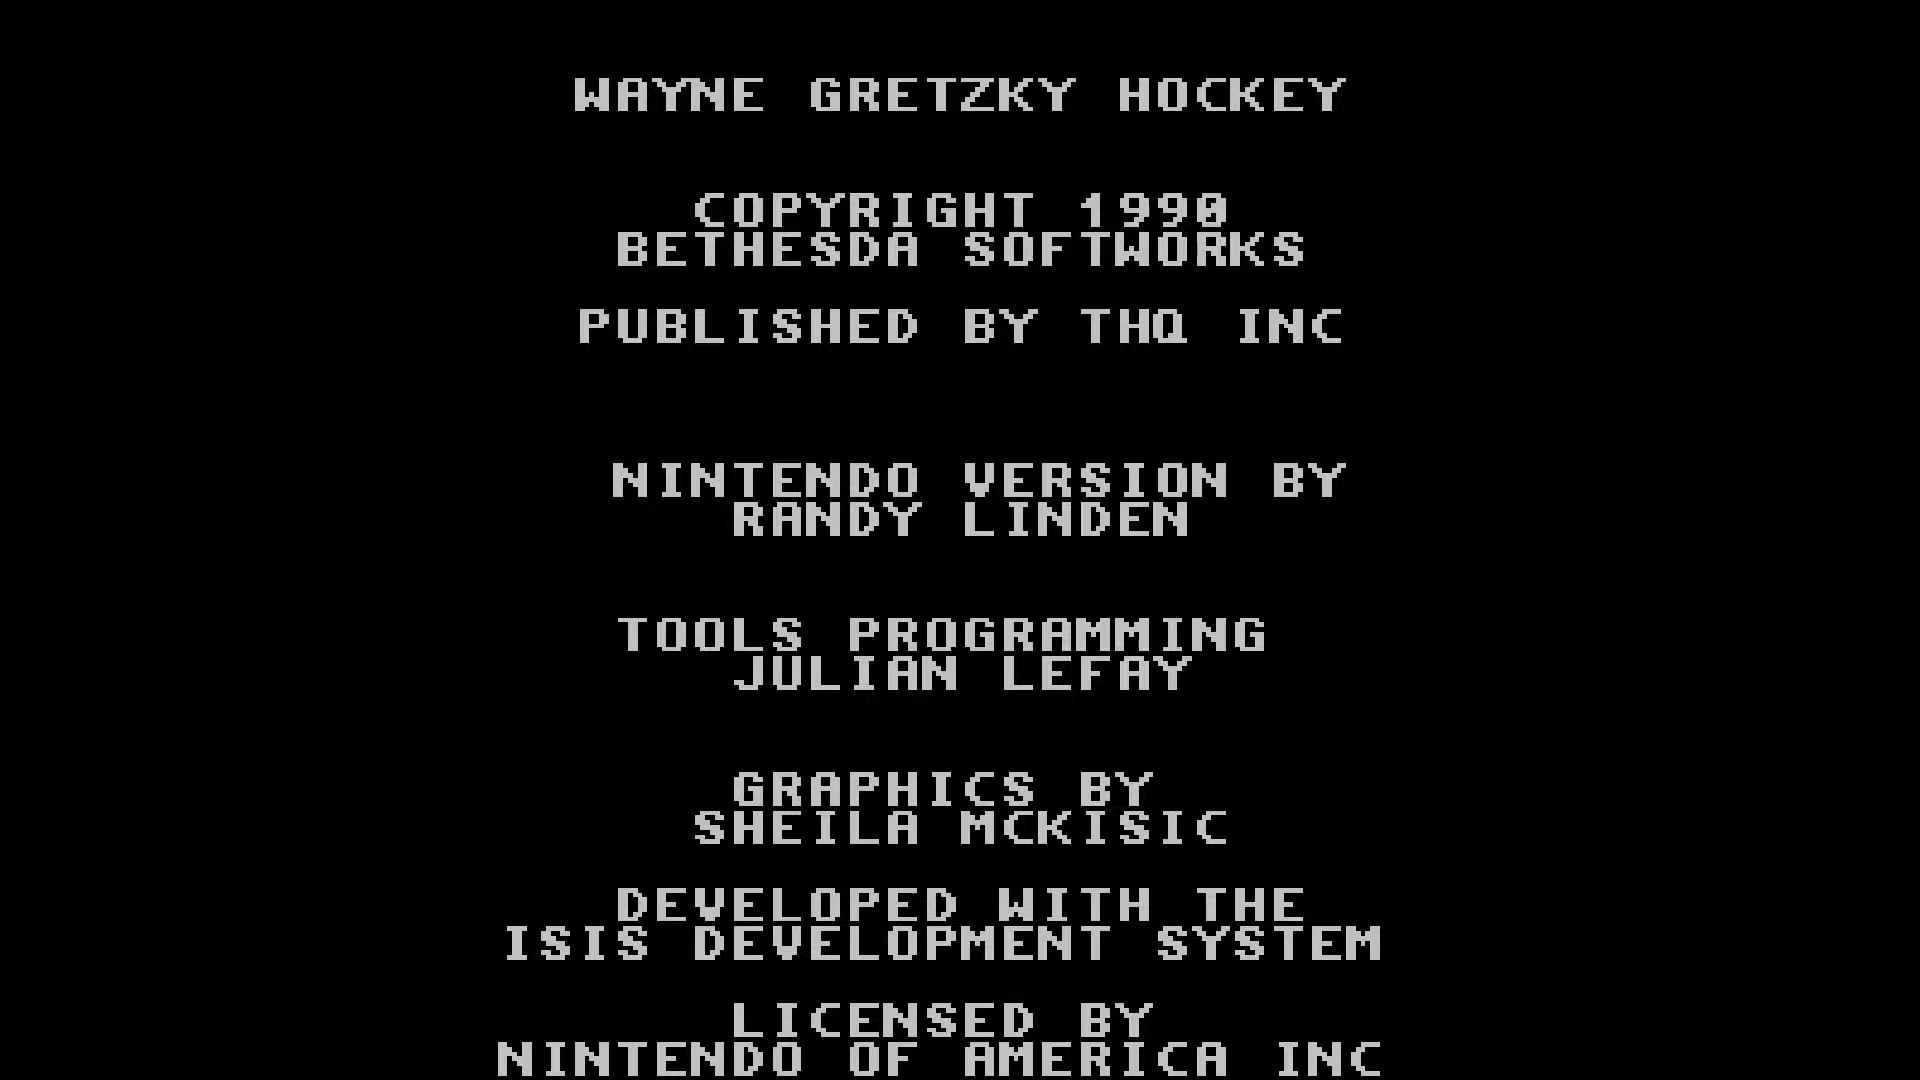 WAYNE GRETZKY HOCKEY
COPYRIGHT 1990
BETHESDA SOFTWORKS
PUBLISHED BY THQ INC
NINTENDO VERSION BY
RANDY LINDEN
TOOLS PROGRAMMING
JULIAN LEFAY
GRAPHICS BY
SHEILA MCKISIC
DEVELOPED WITH THE
ISIS DEVELOPMENT SYSTEM
LICENSED BY
NINTENDO OF AMERICA INC